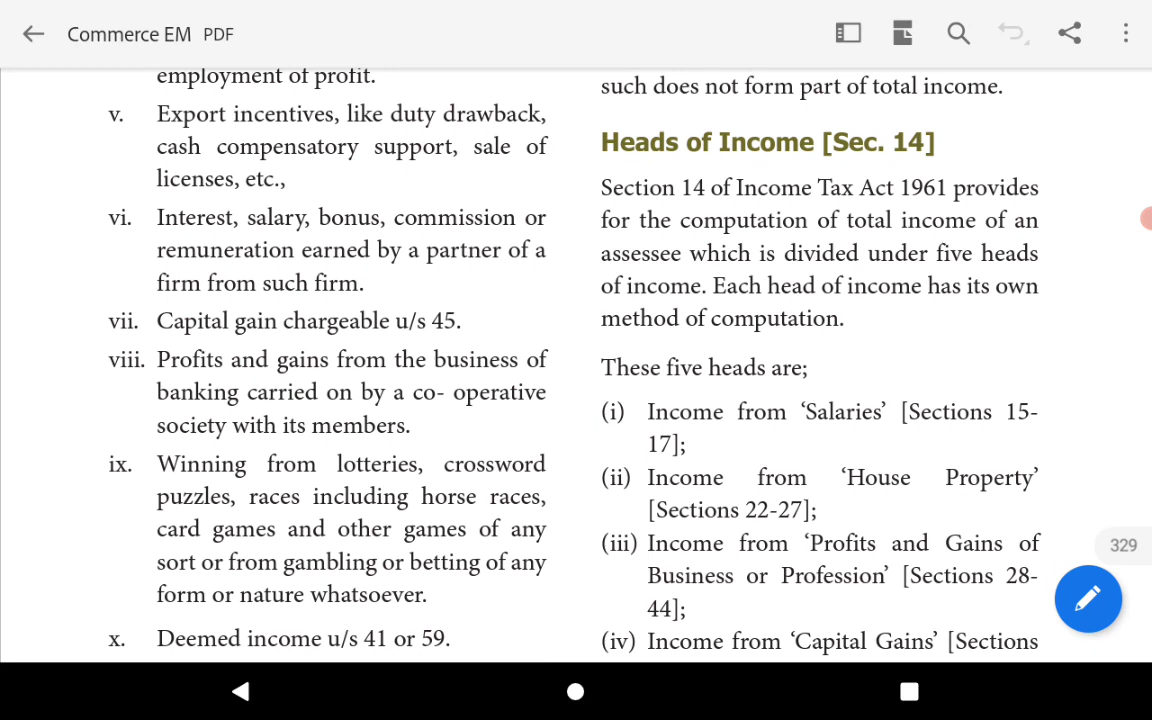 Commerce EM PDF
employment of profit.
v. Export incentives, like duty drawback,
cash compensatory support, sale of
licenses, etc.,
vi. Interest, salary, bonus, commission or
remuneration earned by a partner of a
firm from such firm.
vii. Capital gain chargeable u/s 45.
viii. Profits and gains from the business of
banking carried on by a co- operative
society with its members.
ix. Winning from lotteries, crossword
puzzles, races including horse races,
card games and other games of any
sort or from gambling or betting of any
form or nature whatsoever.
x. Deemed income u/s 41 or 59.
such does not form part of total income.
Heads of Income [Sec. 14]
Section 14 of Income Tax Act 1961 provides
for the computation of total income of an
assessee which is divided under five heads
of income. Each head of income has its own
method of computation.
These five heads are;
(i) Income from ‘Salaries’ [Sections 15-
17];
(ii) Income from ‘House Property’
[Sections 22-27];
(iii) Income from ‘Profits and Gains of
Business or Profession’ [Sections 28-
44];
(iv) Income from ‘Capital Gains’ [Sections
329